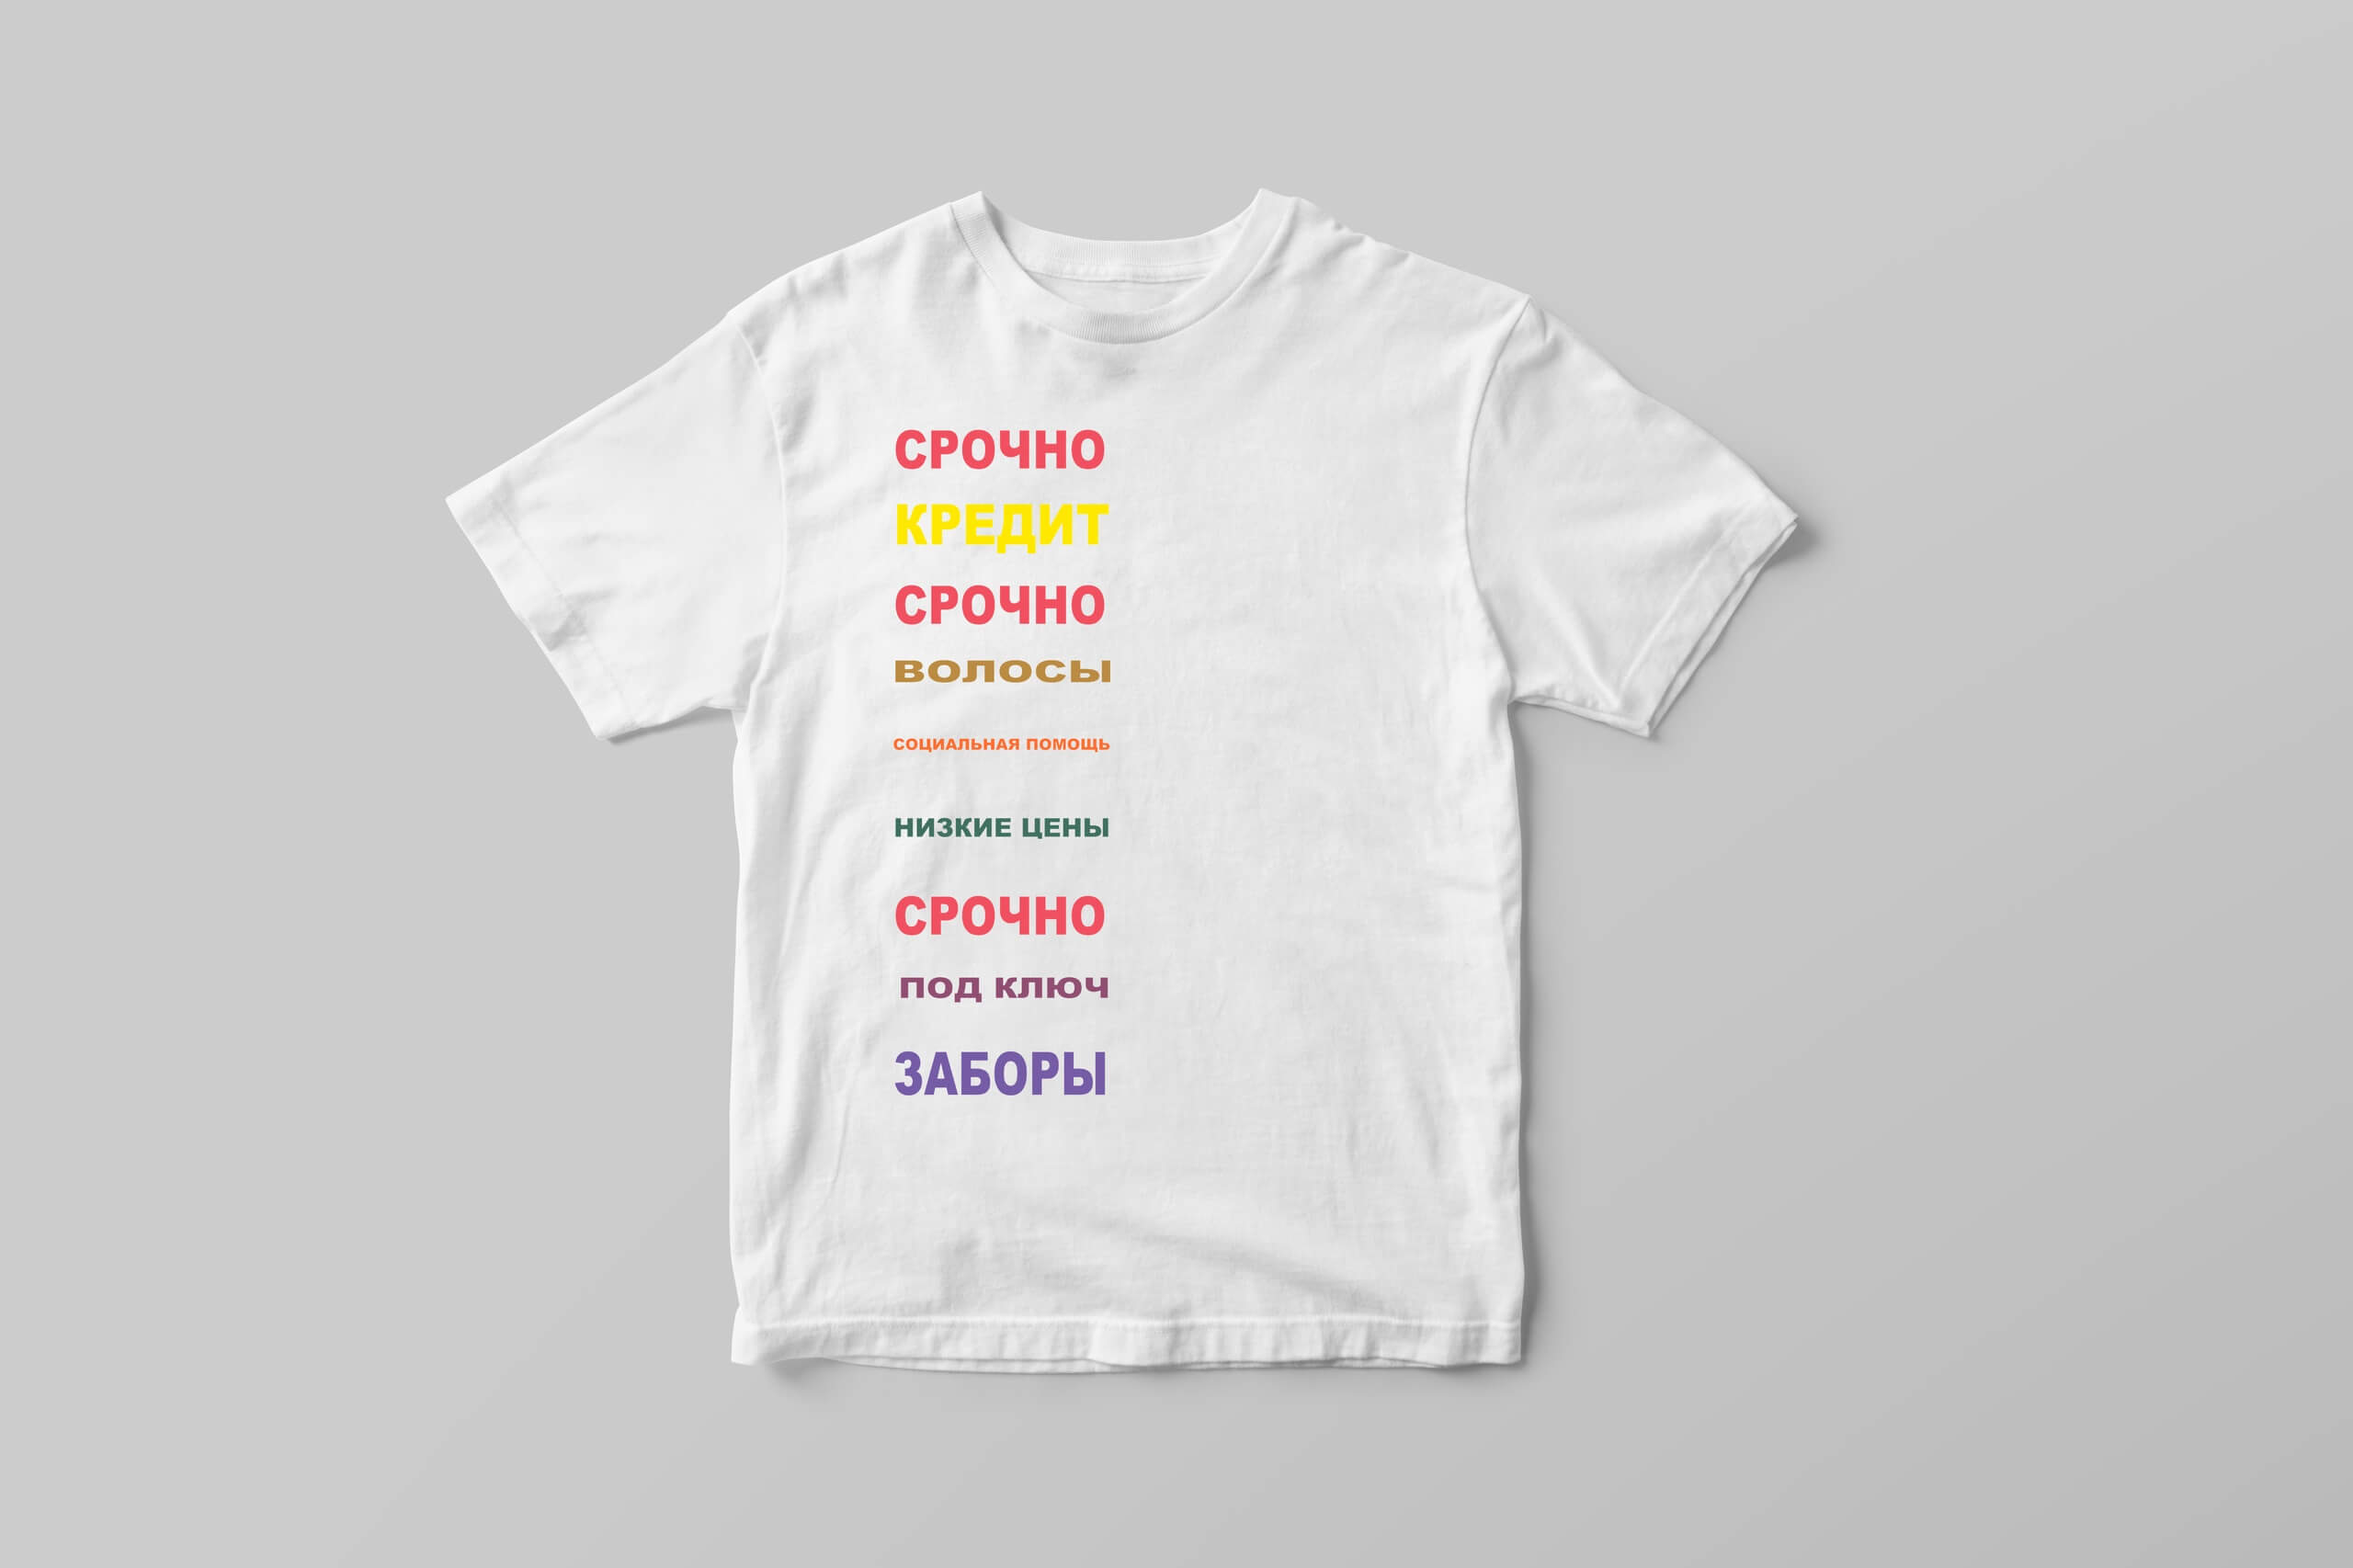 СРОЧНО
КРЕДИТ
СРОЧНО
ВОЛОСЫ
СОЦИАЛЬНАЯ ПОМОЩЬ
НИЗКИЕ ЦЕНЫ
СРОЧНО
ПОД КЛЮЧ
ЗАБОРЫ